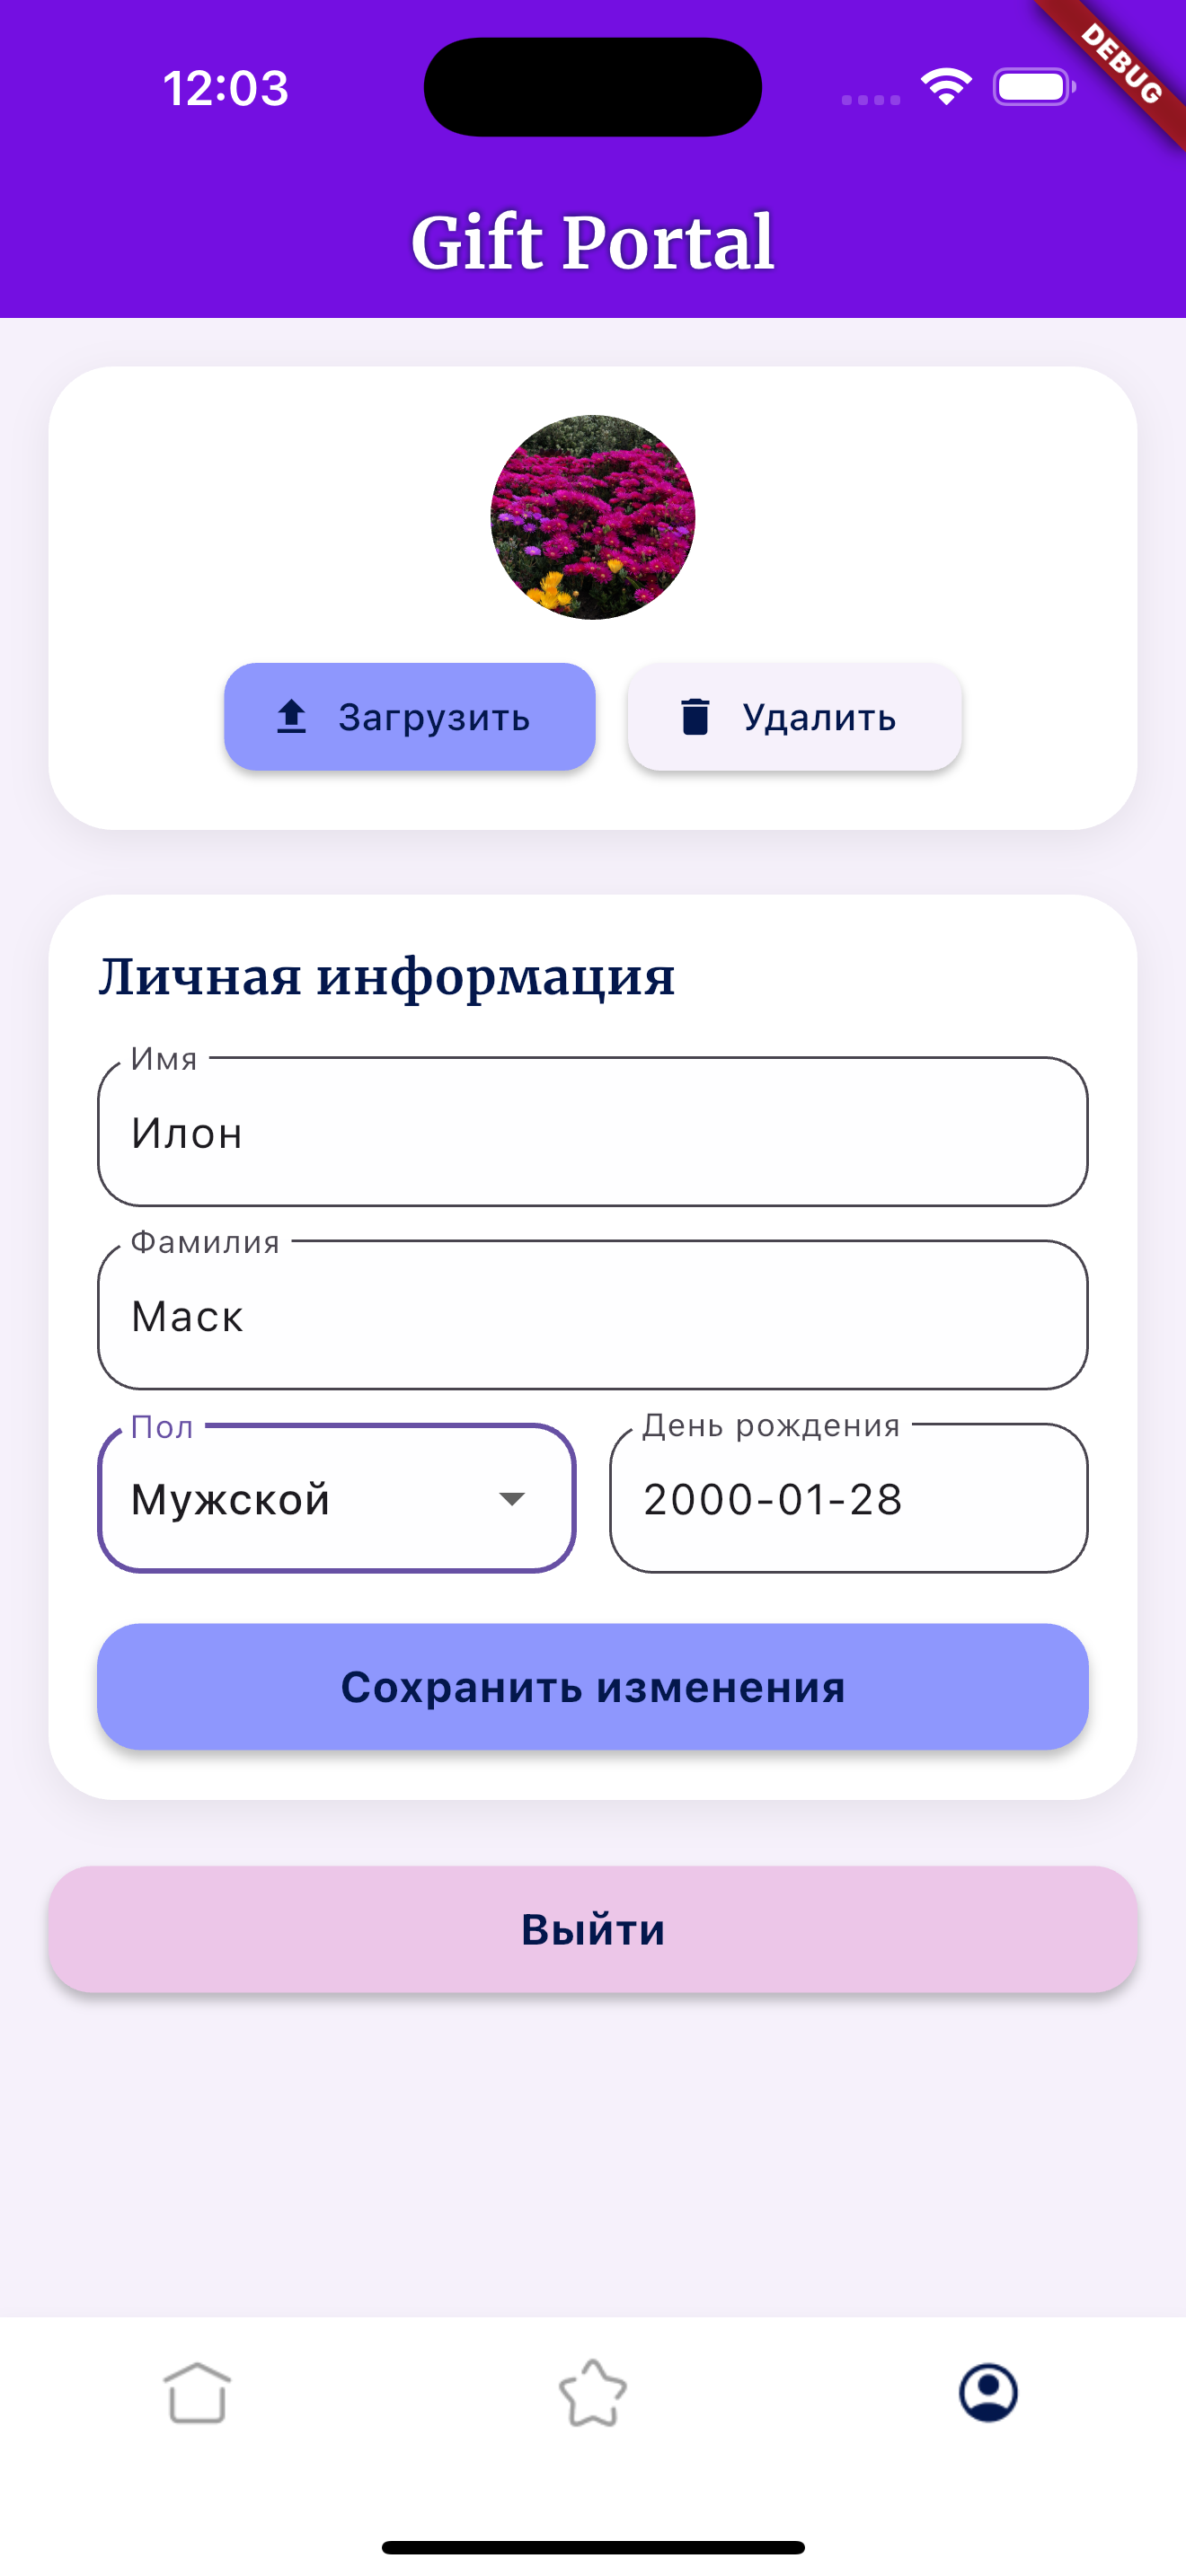 12:03
DEBUG
Gift Portal
Загрузить
Удалить
Личная информация
Имя
Илон
Фамилия
Маск
Пол
Мужской
День рождения
2000-01-28
Сохранить изменения
Выйти